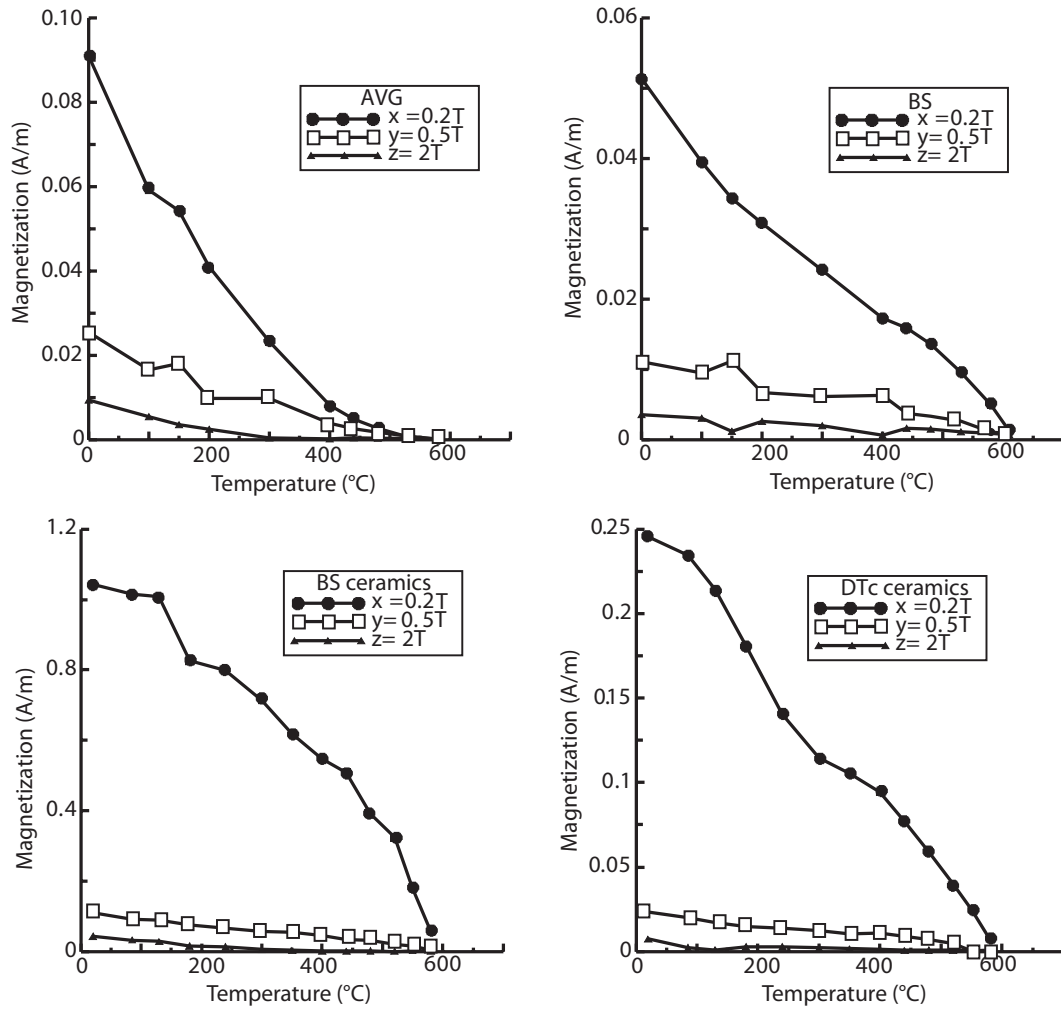 0.10
0.08
0.06
0.04
0.02
0
Magnetization (A/m)
AVG
x =0.2T
y= 0.5T
z= 2T
0
200
400
600
Temperature (°C)
0.06
0.04
0.02
0
Magnetization (A/m)
BS
x =0.2T
y= 0.5T
z= 2T
0
200
400
600
Temperature (°C)
1.2
0.8
0.4
0
Magnetization (A/m)
BS ceramics
x =0.2T
y= 0.5T
z= 2T
0
200
400
600
Temperature (°C)
0.25
0.2
0.15
0.1
0.05
0
Magnetization (A/m)
DTc ceramics
x =0.2T
y= 0.5T
z= 2T
0
200
400
600
Temperature (°C)